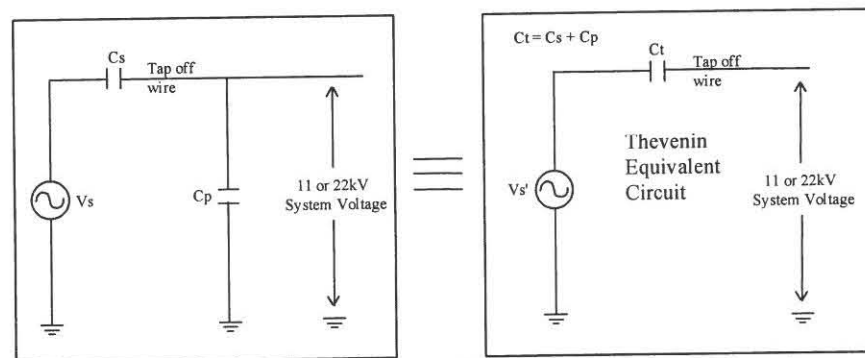 Cs
Tap off
wire
Vs
Cp
11 or 22kV
System Voltage
Ct = Cs + Cp
Ct
Tap off
wire
Thevenin
Equivalent
Circuit
Vs'
11 or 22kV
System Voltage